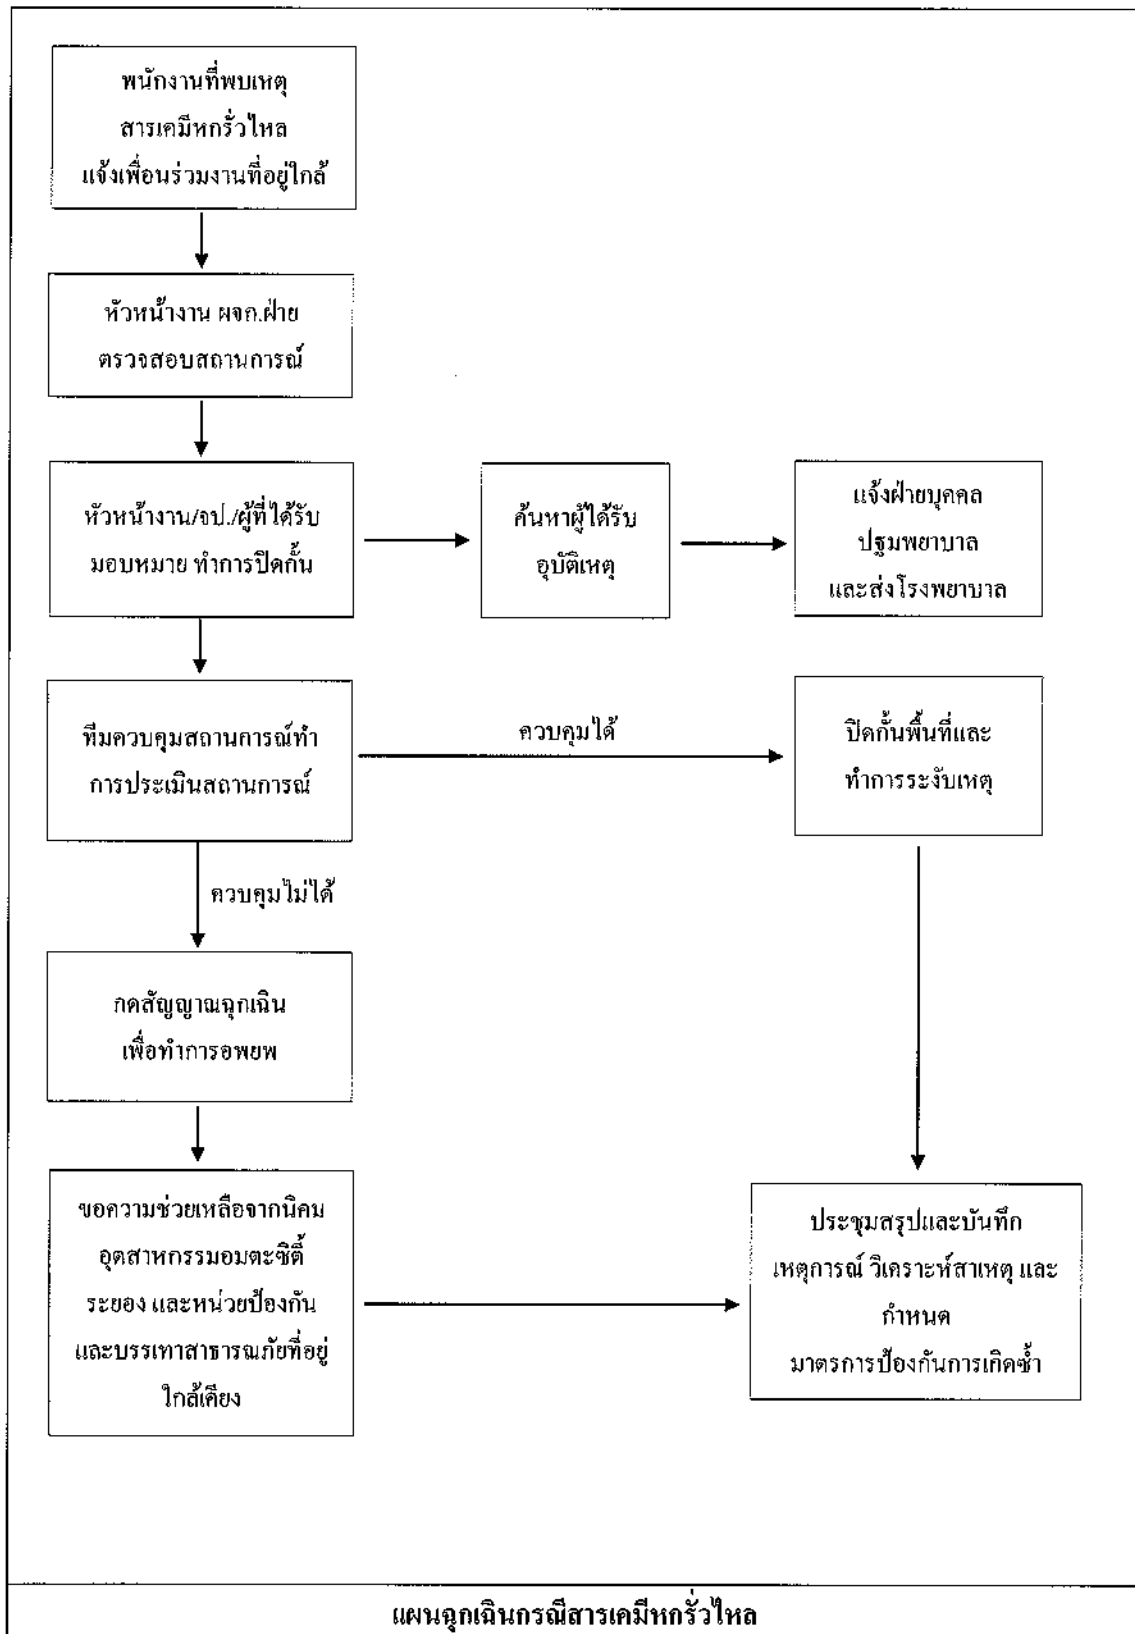 พนักงานที่พบเหตุ
สารเคมีหกรั่วไหล
แจ้งเพื่อนร่วมงานที่อยู่ใกล้
หัวหน้างาน ผจก.ฝ่าย
ตรวจสอบสถานการณ์
หัวหน้างาน/จป./ผู้ที่ได้รับ
มอบหมาย ทำการปิดกั้น
ค้นหาผู้ได้รับ
อุบัติเหตุ
แจ้งฝ่ายบุคคล
ปฐมพยาบาล
และส่งโรงพยาบาล
ทีมควบคุมสถานการณ์ทำ
การประเมินสถานการณ์
ควบคุมได้
ปิดกั้นพื้นที่และ
ทำการระงับเหตุ
ควบคุมไม่ได้
กดสัญญาณฉุกเฉิน
เพื่อทำการอพยพ
ขอความช่วยเหลือจากนิคม
อุตสาหกรรมอมตะซิตี้
ระยอง และหน่วยป้องกัน
และบรรเทาสาธารณภัยที่อยู่
ใกล้เคียง
ประชุมสรุปและบันทึก
เหตุการณ์ วิเคราะห์สาเหตุ และ
กำหนด
มาตรการป้องกันการเกิดซ้ำ
แผนฉุกเฉินกรณีสารเคมีหกรั่วไหล